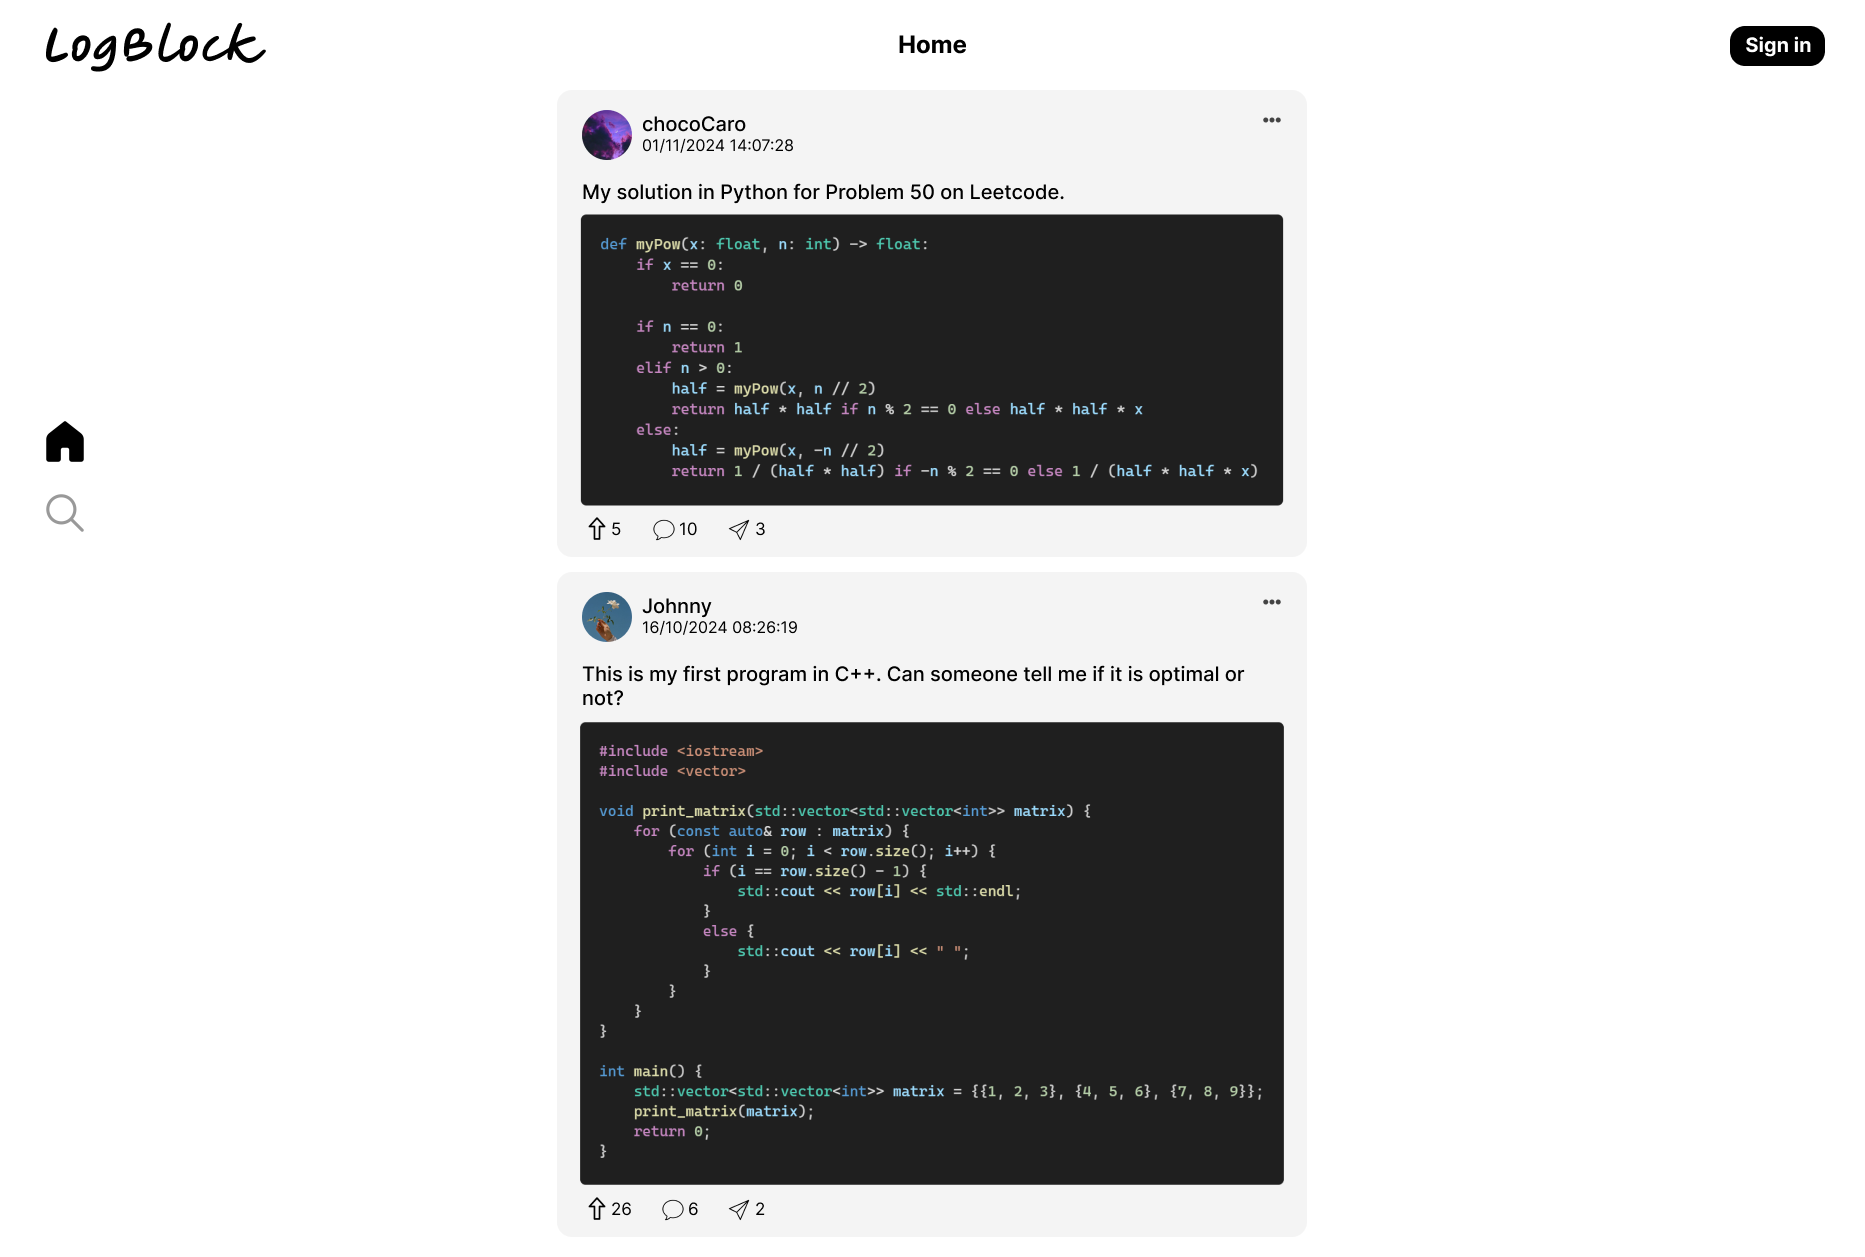 LogBlock
Home
Sign in
chocoCaro
01/11/2024 14:07:28
My solution in Python for Problem 50 on Leetcode.
def myPow(x: float, n: int) -> float:
    if x == 0:
        return 0
    if n == 0:
        return 1
    elif n > 0:
        half = myPow(x, n // 2)
        return half * half if n % 2 == 0 else half * half * x
    else:
        half = myPow(x, -n // 2)
        return 1 / (half * half) if -n % 2 == 0 else 1 / (half * half * x)
5 10 3
Johnny
16/10/2024 08:26:19
This is my first program in C++. Can someone tell me if it is optimal or
not?
#include <iostream>
#include <vector>
void print_matrix(std::vector<std::vector<int>> matrix) {
    for (const auto& row : matrix) {
        for (int i = 0; i < row.size(); i++) {
            if (i == row.size() - 1) {
                std::cout << row[i] << std::endl;
            }
            else {
                std::cout << row[i] << " ";
            }
        }
    }
}
int main() {
    std::vector<std::vector<int>> matrix = {{1, 2, 3}, {4, 5, 6}, {7, 8, 9}};
    print_matrix(matrix);
    return 0;
}
26 6 2